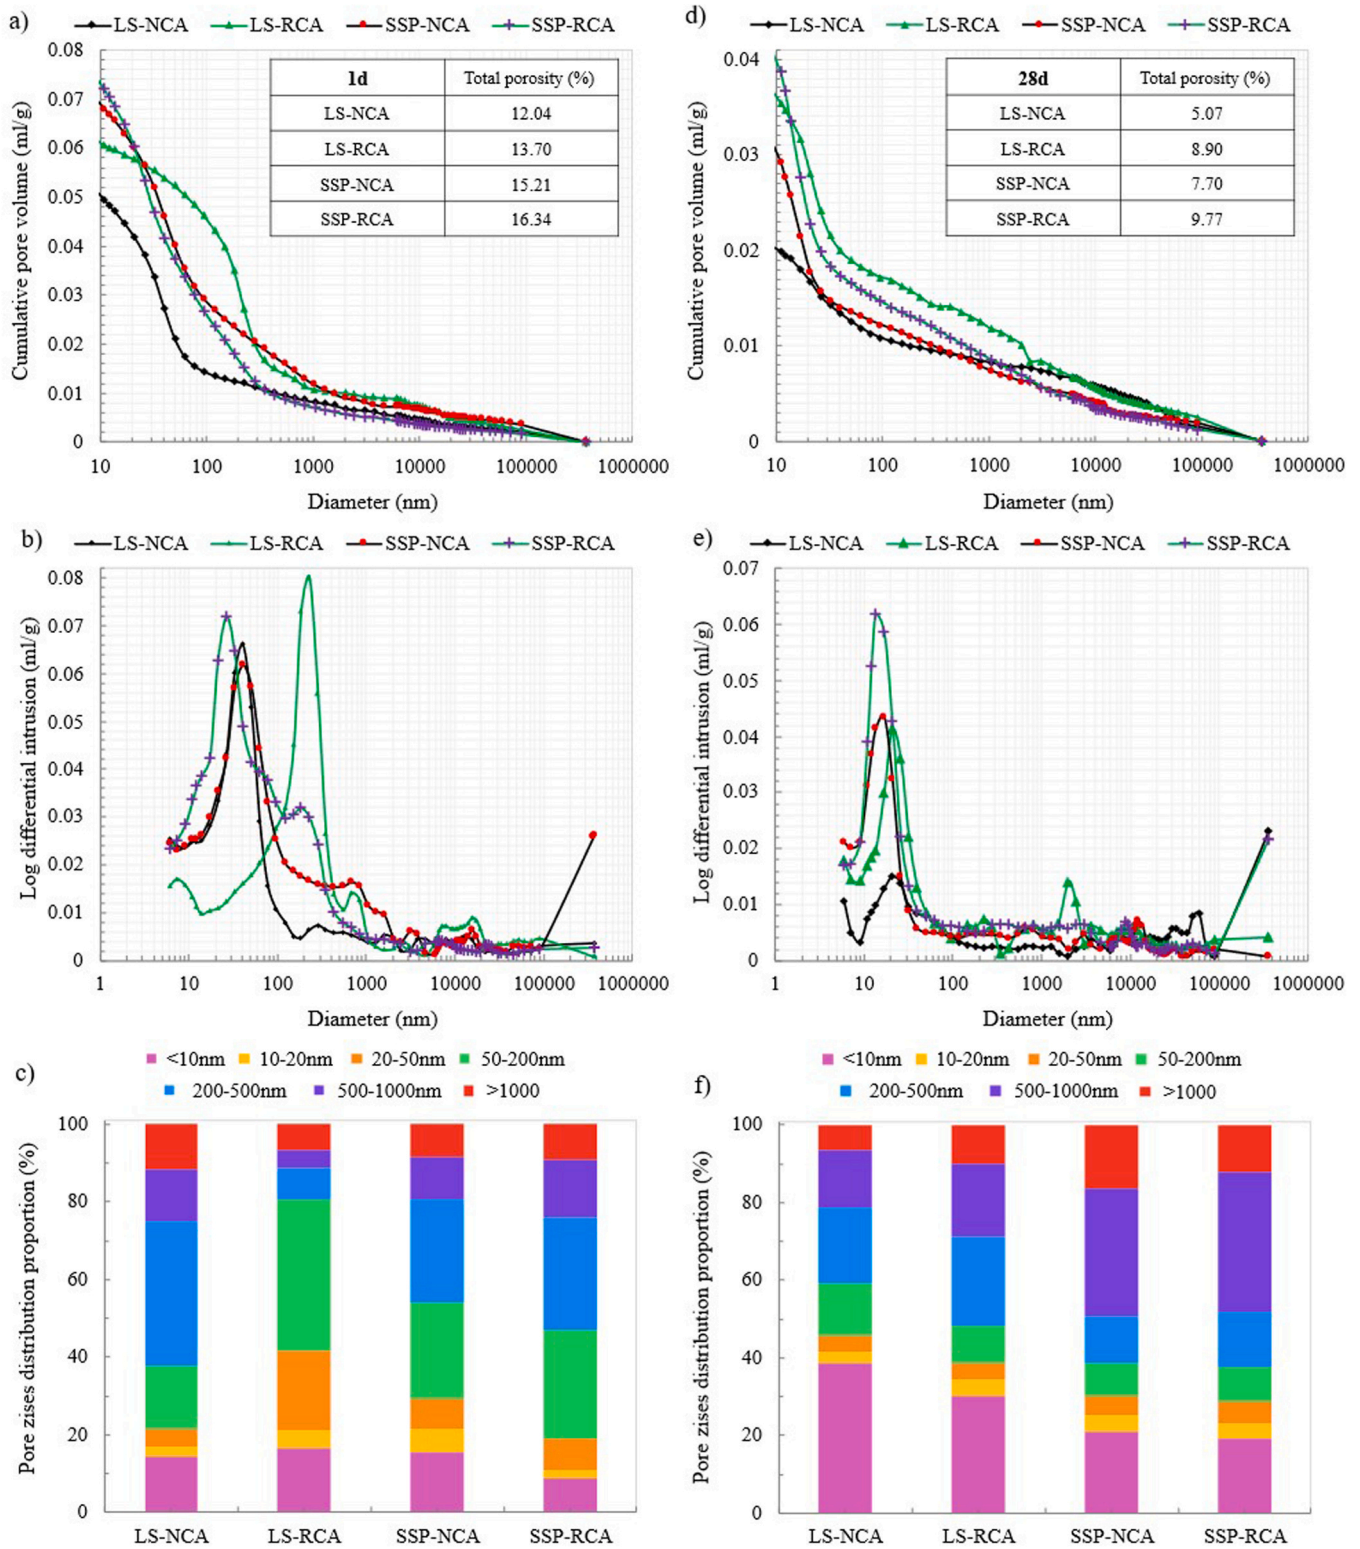 a)
LS-NCA LS-RCA SSP-NCA SSP-RCA
Cumulative pore volume (ml/g)
0.08
0.07
0.06
0.05
0.04
0.03
0.02
0.01
0
1d Total porosity (%)
LS-NCA 12.04
LS-RCA 13.70
SSP-NCA 15.21
SSP-RCA 16.34
10 100 1000 10000 100000 1000000
Diameter (nm)
d)
LS-NCA LS-RCA SSP-NCA SSP-RCA
Cumulative pore volume (ml/g)
0.04
0.03
0.02
0.01
0
28d Total porosity (%)
LS-NCA 5.07
LS-RCA 8.90
SSP-NCA 7.70
SSP-RCA 9.77
10 100 1000 10000 100000 1000000
Diameter (nm)
b)
LS-NCA LS-RCA SSP-NCA SSP-RCA
Log differential intrusion (ml/g)
0.08
0.07
0.06
0.05
0.04
0.03
0.02
0.01
0
1 10 100 1000 10000 100000 1000000
Diameter (nm)
e)
LS-NCA LS-RCA SSP-NCA SSP-RCA
Log differential intrusion (ml/g)
0.07
0.06
0.05
0.04
0.03
0.02
0.01
0
1 10 100 1000 10000 100000 1000000
Diameter (nm)
c)
<10nm 10-20nm 20-50nm 50-200nm
200-500nm 500-1000nm >1000
Pore zises distribution proportion (%)
100
80
60
40
20
0
LS-NCA LS-RCA SSP-NCA SSP-RCA
f)
<10nm 10-20nm 20-50nm 50-200nm
200-500nm 500-1000nm >1000
Pore zises distribution proportion (%)
100
80
60
40
20
0
LS-NCA LS-RCA SSP-NCA SSP-RCA